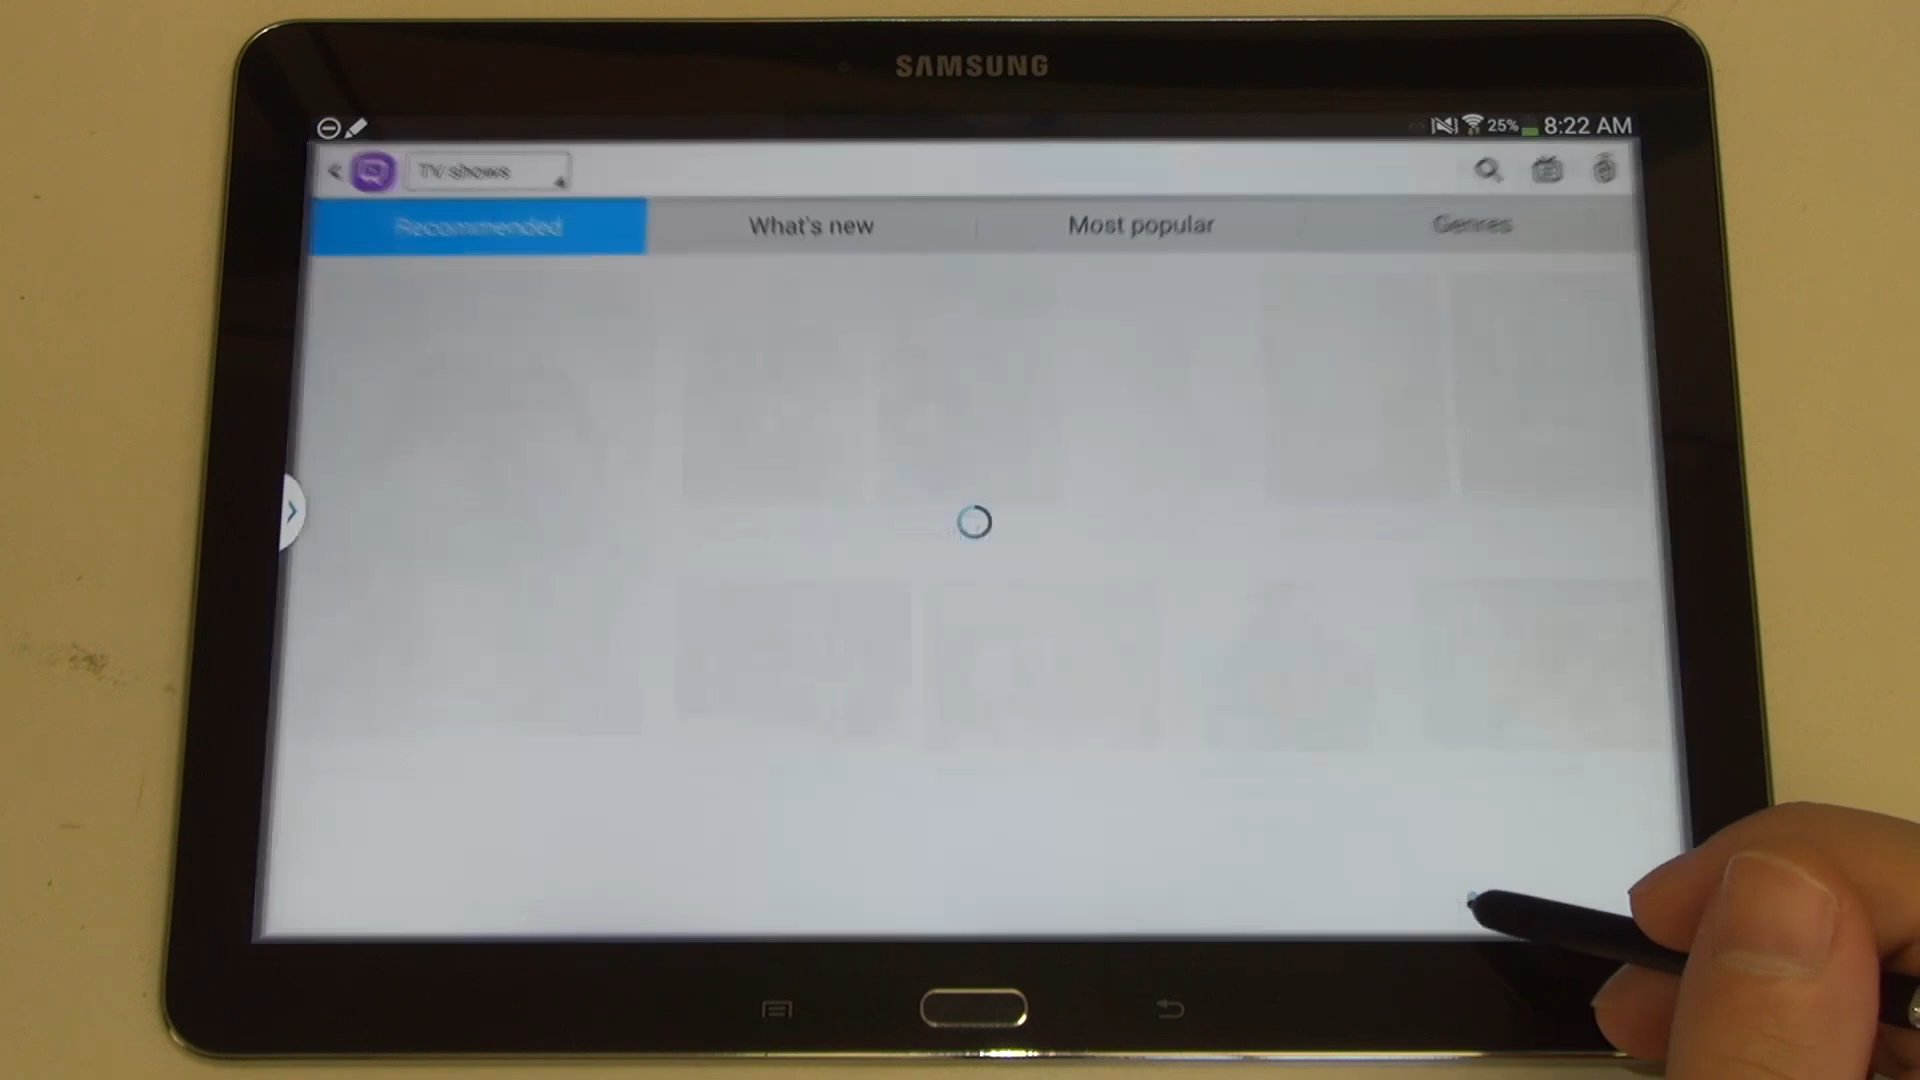 SAMSUNG
25% 8:22 AM
TV shows
Recommended What's new Most popular Genres